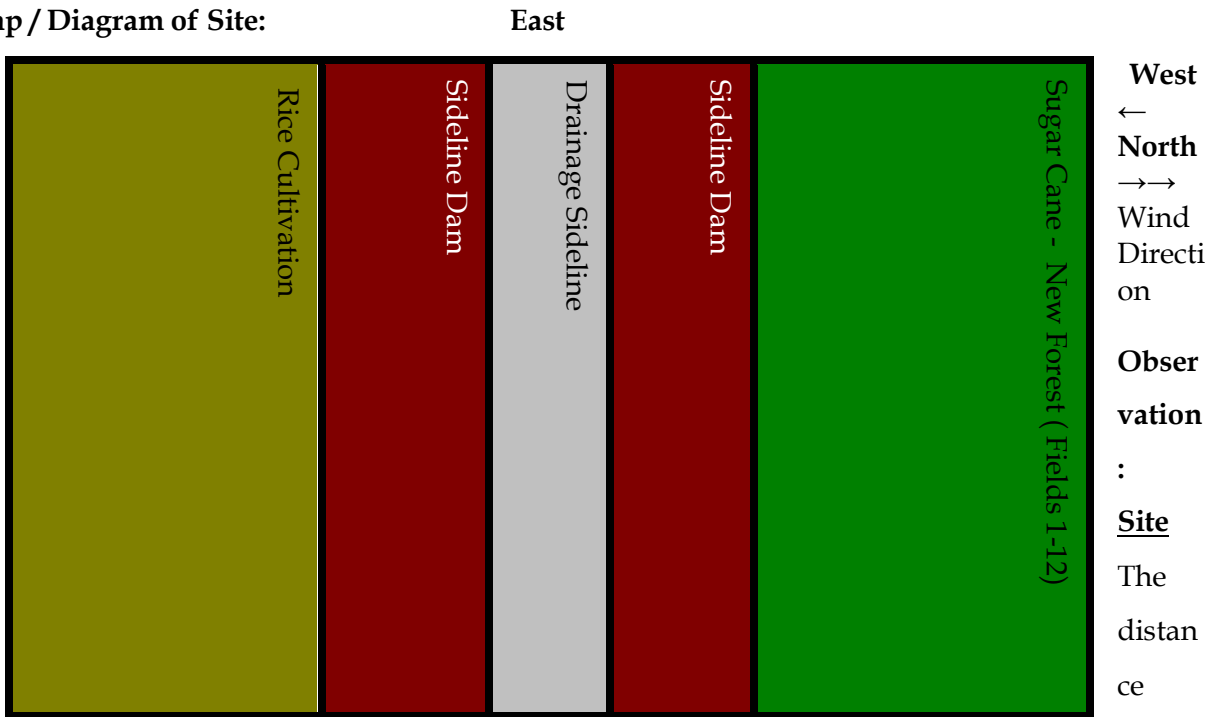 ap / Diagram of Site: East
Rice Cultivation
Sideline Dam
Drainage Sideline
Sideline Dam
Sugar Cane - New Forest ( Fields 1-12)
West
←
North
→→
Wind
Directi
on
Obser
vation
:
Site
The
distan
ce